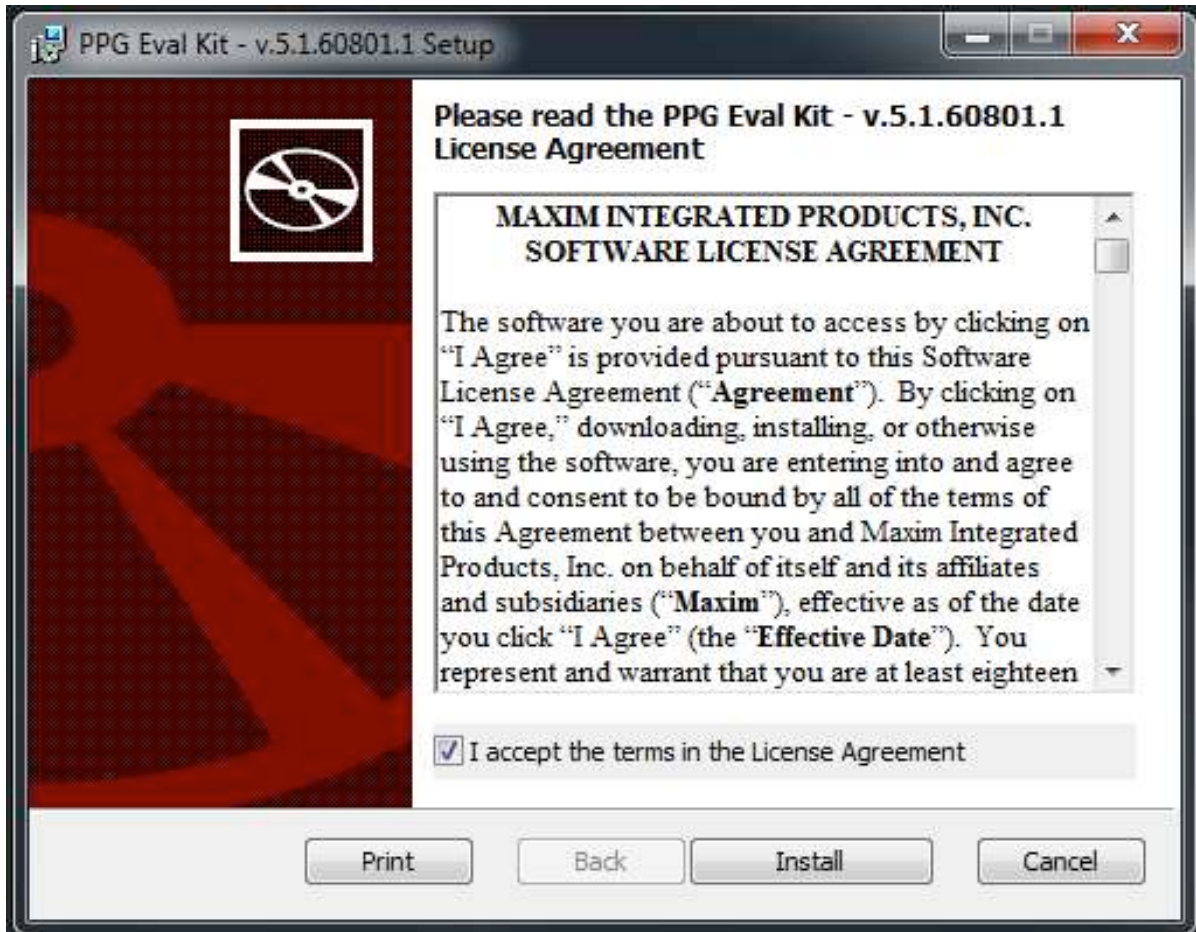 PPG Eval Kit - v.5.1.60801.1 Setup
Please read the PPG Eval Kit - v.5.1.60801.1
License Agreement
MAXIM INTEGRATED PRODUCTS, INC.
SOFTWARE LICENSE AGREEMENT
The software you are about to access by clicking on
“I Agree” is provided pursuant to this Software
License Agreement (“Agreement”). By clicking on
“I Agree,” downloading, installing, or otherwise
using the software, you are entering into and agree
to and consent to be bound by all of the terms of
this Agreement between you and Maxim Integrated
Products, Inc. on behalf of itself and its affiliates
and subsidiaries (“Maxim”), effective as of the date
you click “I Agree” (the “Effective Date”). You
represent and warrant that you are at least eighteen
I accept the terms in the License Agreement
Print
Back
Install
Cancel